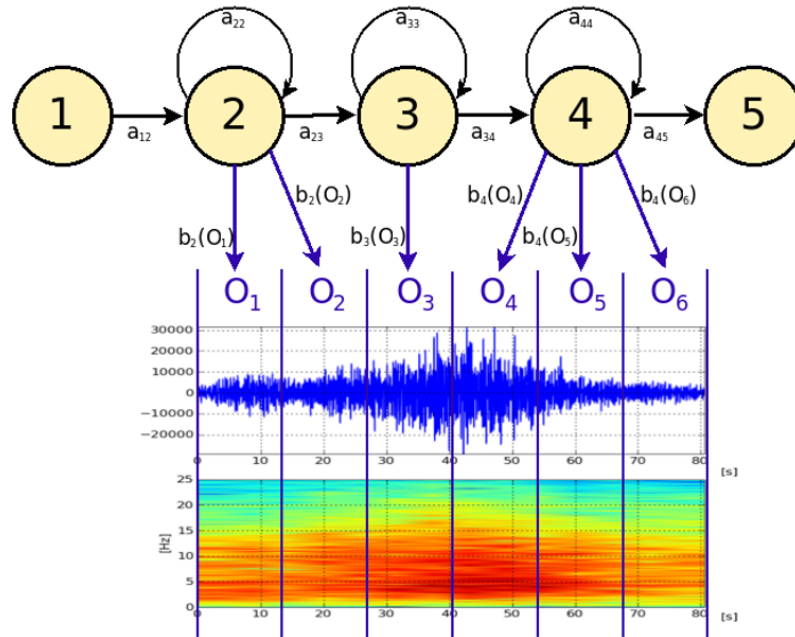 a₂₂ a₃₃ a₄₄
1 2 3 4 5
a₁₂ a₂₃ a₃₄ a₄₅
b₂(O₂) b₄(O₄) b₄(O₆)
b₂(O₁) b₃(O₃) b₄(O₅)
O₁ O₂ O₃ O₄ O₅ O₆
30000
20000
10000
0
−10000
−20000
0 10 20 30 40 50 60 70 80
[s]
25
20
15
10
5
0
[Hz]
0 10 20 30 40 50 60 70 80
[s]